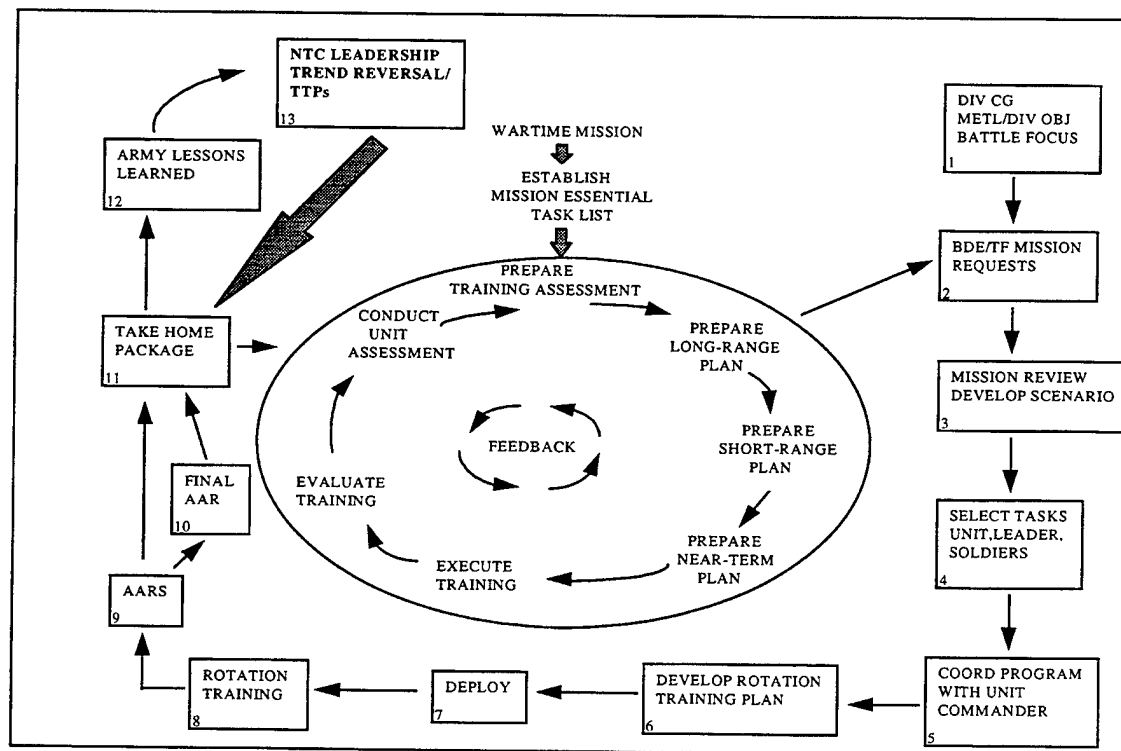 NTC LEADERSHIP
TREND REVERSAL/
TTPs
13
ARMY LESSONS
LEARNED
12
WARTIME MISSION
ESTABLISH
MISSION ESSENTIAL
TASK LIST
DIV CG
METL/DIV OBJ
BATTLE FOCUS
1
BDE/TF MISSION
REQUESTS
2
MISSION REVIEW
DEVELOP SCENARIO
3
SELECT TASKS
UNIT,LEADER,
SOLDIERS
4
COORD PROGRAM
WITH UNIT
COMMANDER
5
DEVELOP ROTATION
TRAINING PLAN
6
DEPLOY
7
ROTATION
TRAINING
8
AARS
9
FINAL
AAR
10
TAKE HOME
PACKAGE
11
PREPARE
TRAINING ASSESSMENT
PREPARE
LONG-RANGE
PLAN
PREPARE
SHORT-RANGE
PLAN
PREPARE
NEAR-TERM
PLAN
EXECUTE
TRAINING
EVALUATE
TRAINING
CONDUCT
UNIT
ASSESSMENT
FEEDBACK